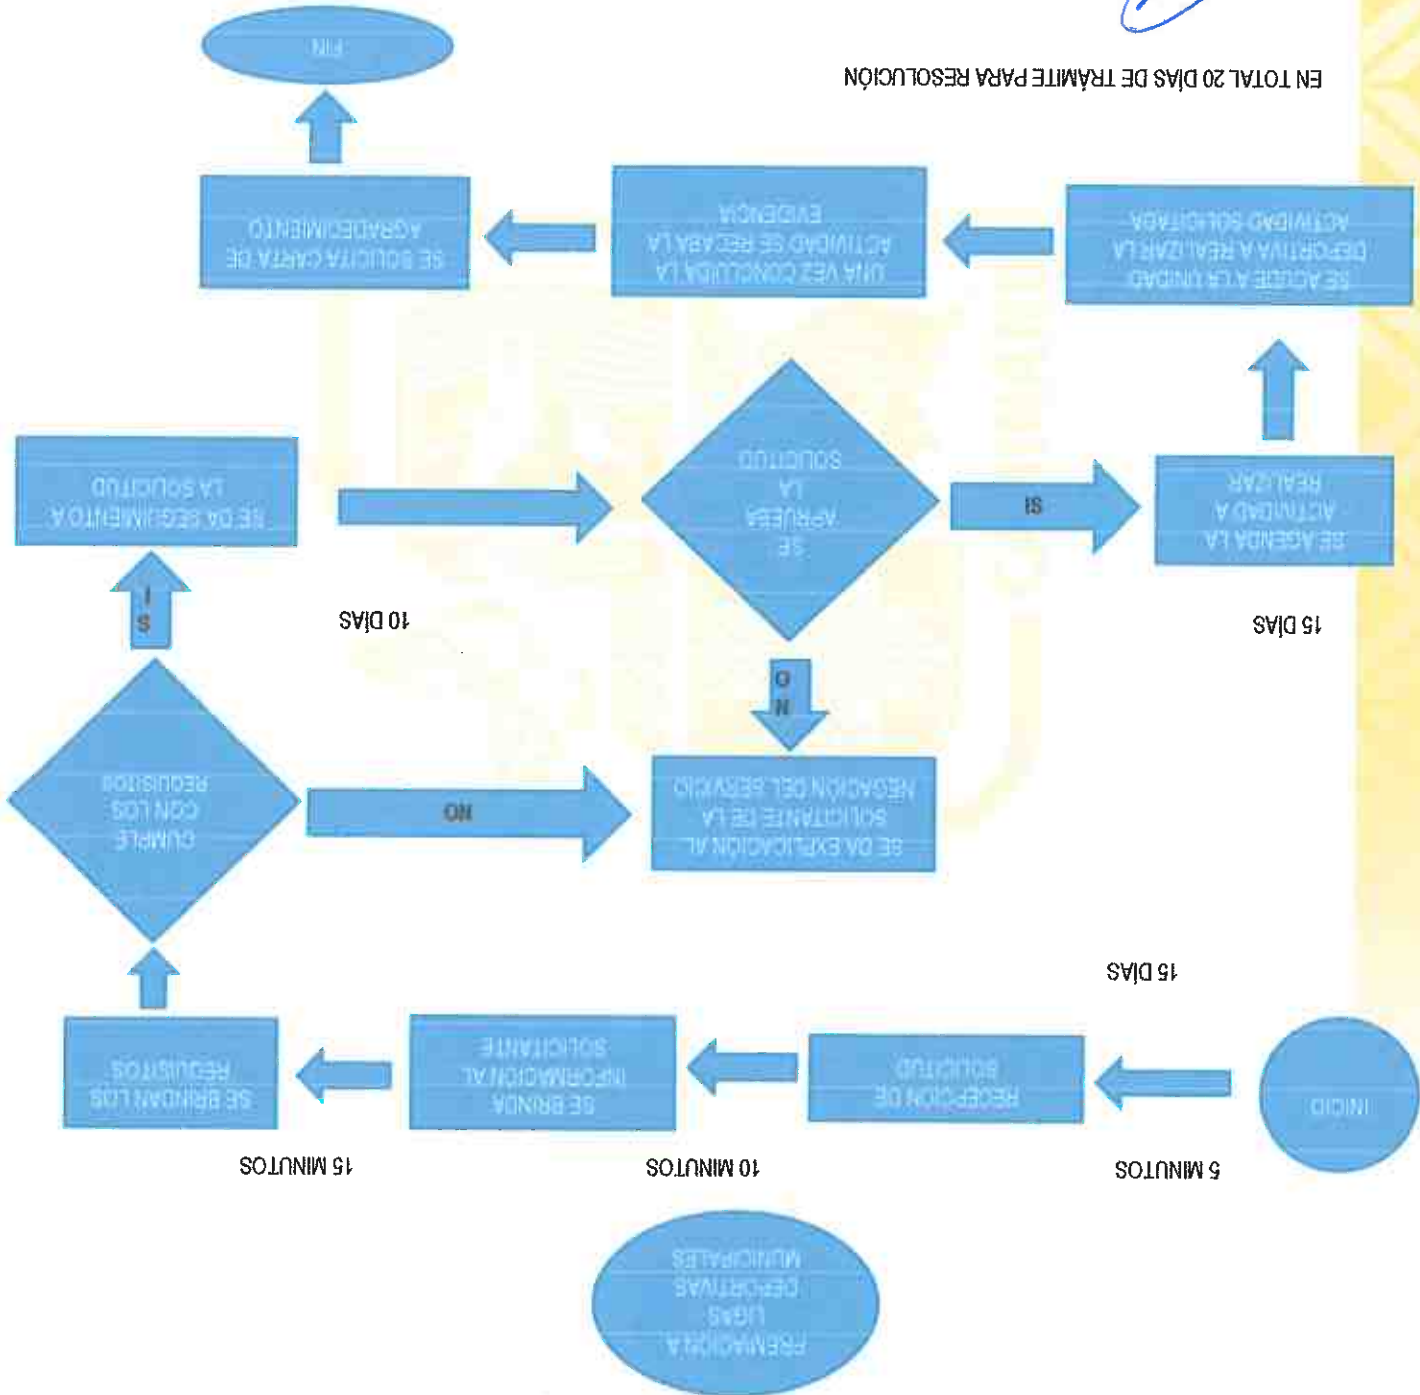 PREMIACION A
LIGAS
DEPORTIVAS
MUNICIPALES
5 MINUTOS
10 MINUTOS
15 MINUTOS
INICIO
RECEPCION DE
SOLICITUD
SE BRINDA
INFORMACION AL
SOLICITANTE
SE BRINDAN LOS
REQUISITOS
15 DÍAS
CUMPLE
CON LOS
REQUISITOS
NO
SE DA EXPLICACIÓN AL
SOLICITANTE DE LA
NEGACIÓN DEL SERVICIO
S
I
N
O
10 DÍAS
15 DÍAS
SE DA SEGUIMIENTO A
LA SOLICITUD
SE
APRUEBA
LA
SOLICITUD
SI
SE AGENDA LA
ACTIVIDAD A
REALIZAR
SE ACUDE A LA UNIDAD
DEPORTIVA A REALIZAR LA
ACTIVIDAD SOLICITADA
UNA VEZ CONCLUIDA LA
ACTIVIDAD SE RECABA LA
EVIDENCIA
SE SOLICITA CARTA DE
AGRADECIMIENTO
FIN
EN TOTAL 20 DÍAS DE TRÁMITE PARA RESOLUCIÓN